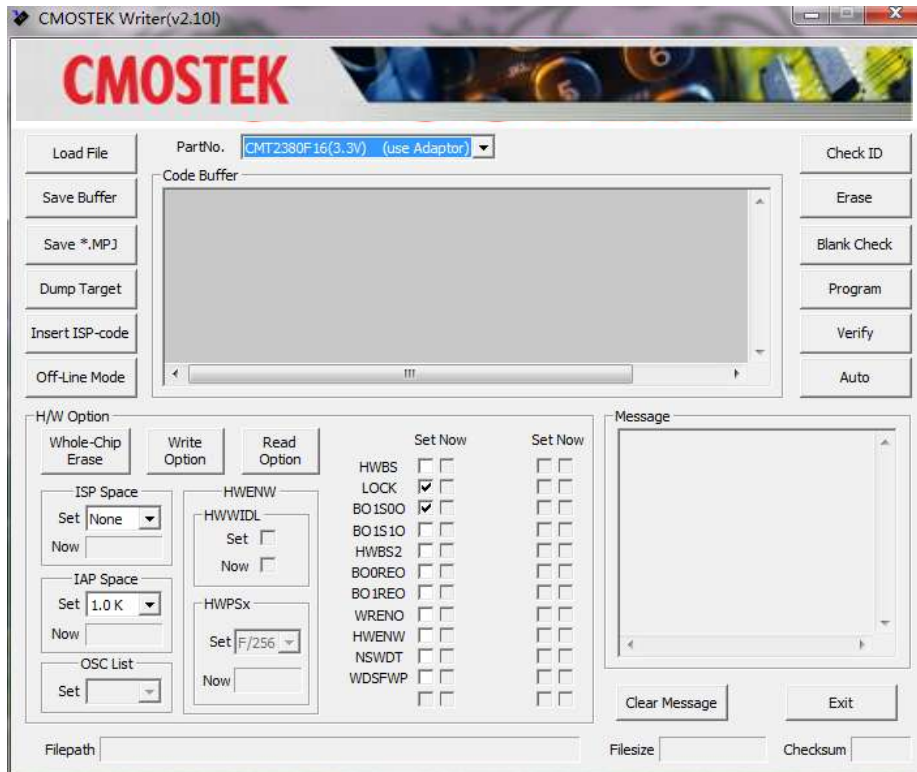 CMOSTEK Writer(v2.10l)
CMOSTEK
Load File
PartNo. CMT2380F16(3.3V) (use Adaptor)
Check ID
Code Buffer
Save Buffer
Erase
Save *.MPJ
Blank Check
Dump Target
Program
Insert ISP-code
Verify
Off-Line Mode
Auto
H/W Option
Whole-Chip Erase
Write Option
Read Option
ISP Space
Set None
Now
IAP Space
Set 1.0 K
Now
OSC List
Set
HWENW
HWWIDL
Set
Now
HWPSx
Set F/256
Now
Set Now Set Now
HWBS
LOCK
BO1S0O
BO1S1O
HWBS2
BO0REO
BO1REO
WRENO
HWENW
NSWDT
WDSFWP
Message
Clear Message
Exit
Filepath
Filesize
Checksum